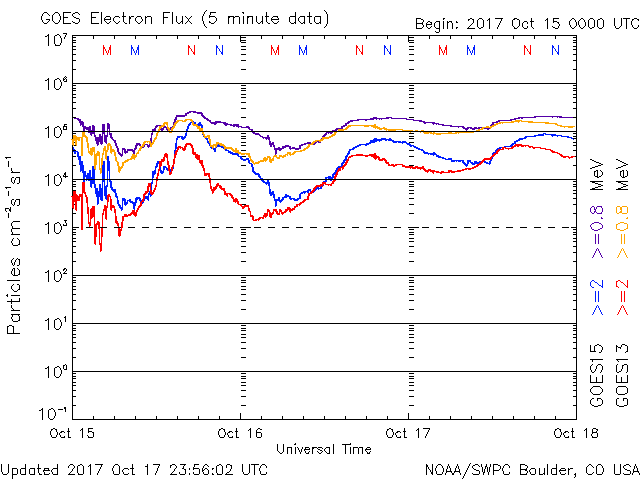 GOES Electron Flux (5 minute data)
Begin: 2017 Oct 15 0000 UTC
M M N N M M N N M M N N
10⁷
10⁶
10⁵
10⁴
10³
10²
10¹
10⁰
10⁻¹
Particles cm⁻²s⁻¹sr⁻¹
Oct 15 Oct 16 Oct 17 Oct 18
Universal Time
GOES15 >=2 >=0.8 MeV
GOES13 >=2 >=0.8 MeV
Updated 2017 Oct 17 23:56:02 UTC
NOAA/SWPC Boulder, CO USA